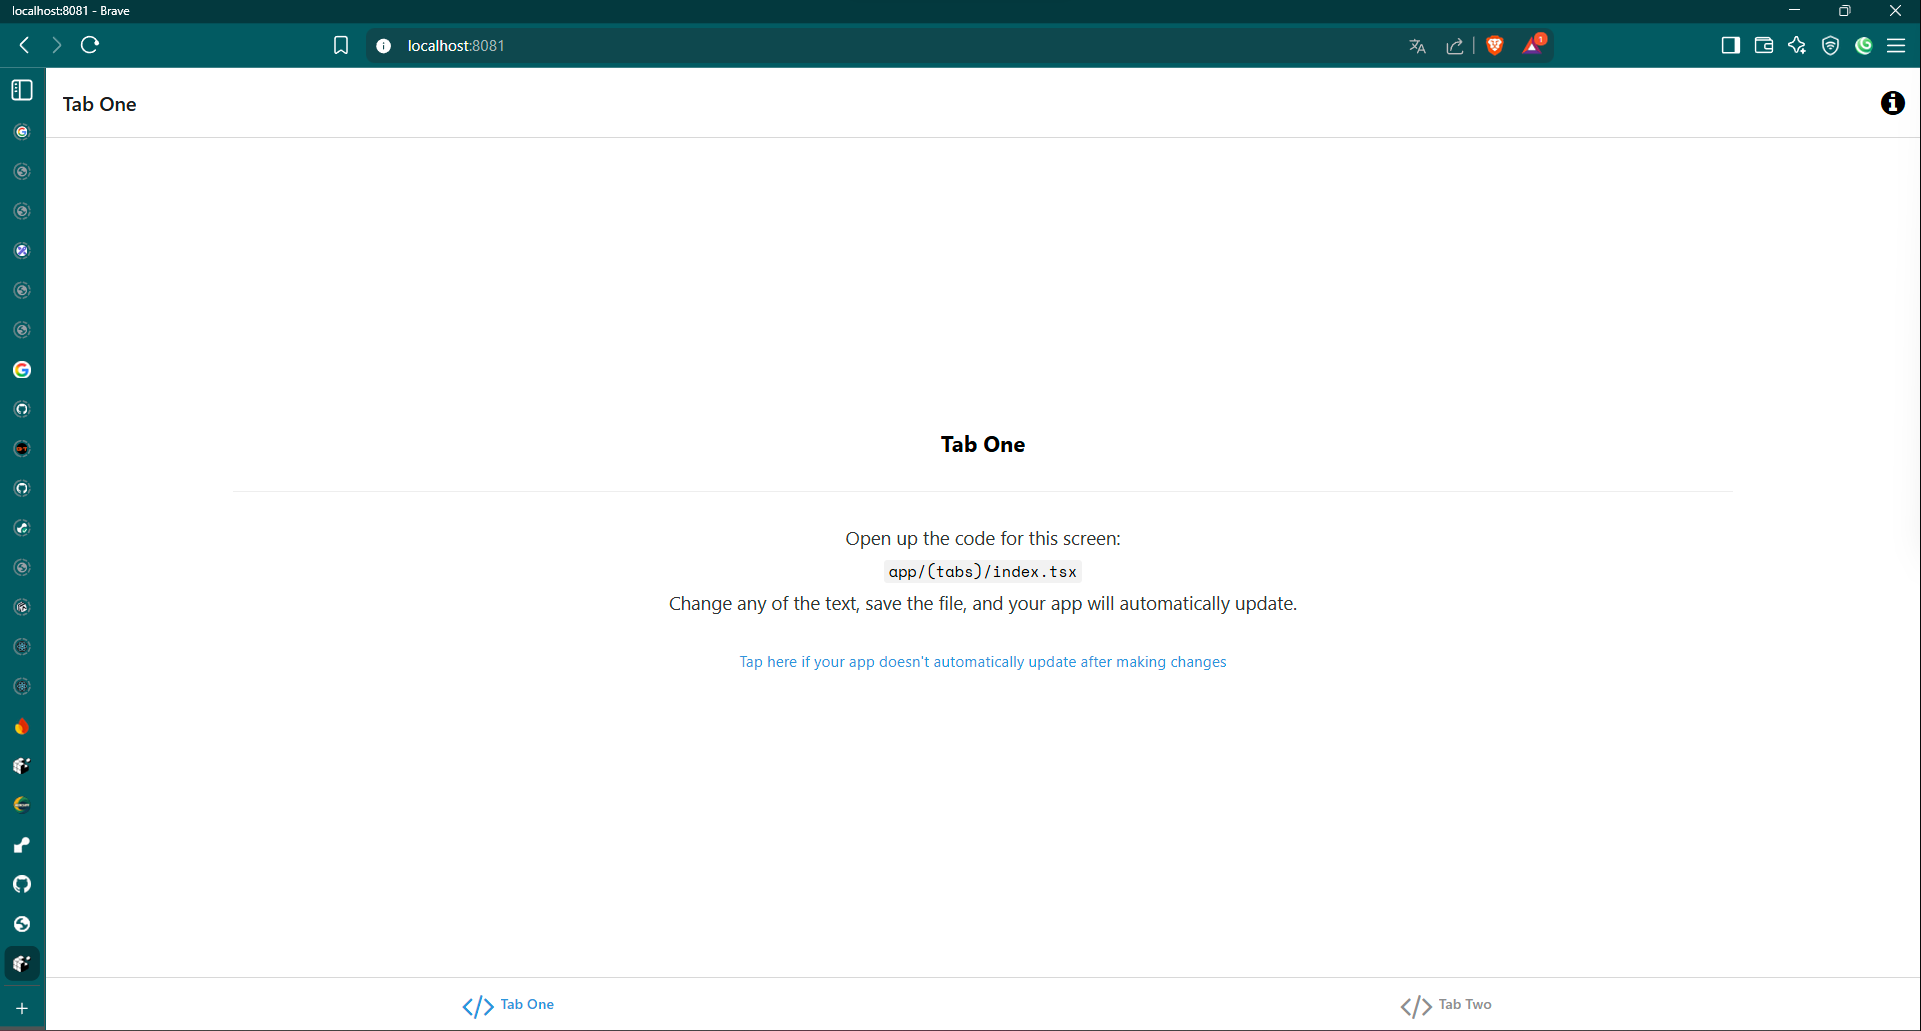 localhost:8081 - Brave
localhost:8081
1
Tab One
Tab One
Open up the code for this screen:
app/(tabs)/index.tsx
Change any of the text, save the file, and your app will automatically update.
Tap here if your app doesn't automatically update after making changes
Tab One
Tab Two